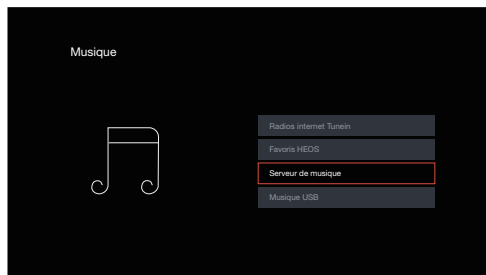 Musique
Radios internet Tunein
Favoris HEOS
Serveur de musique
Musique USB